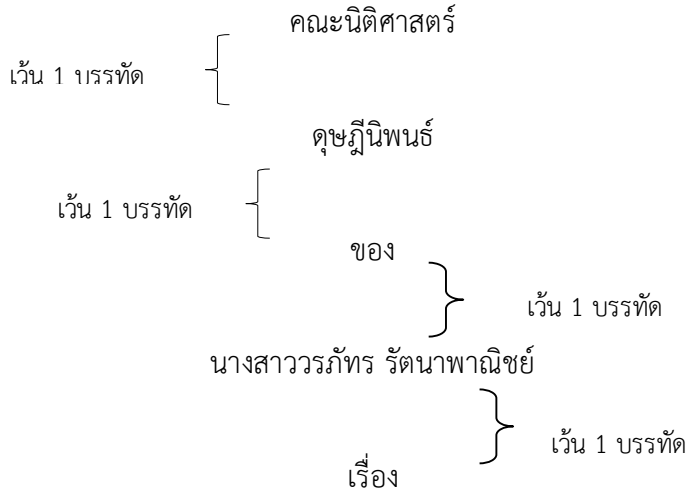 คณะนิติศาสตร์
เว้น 1 บรรทัด
ดุษฎีนิพนธ์
เว้น 1 บรรทัด
ของ
เว้น 1 บรรทัด
นางสาววรภัทร รัตนาพาณิชย์
เว้น 1 บรรทัด
เรื่อง